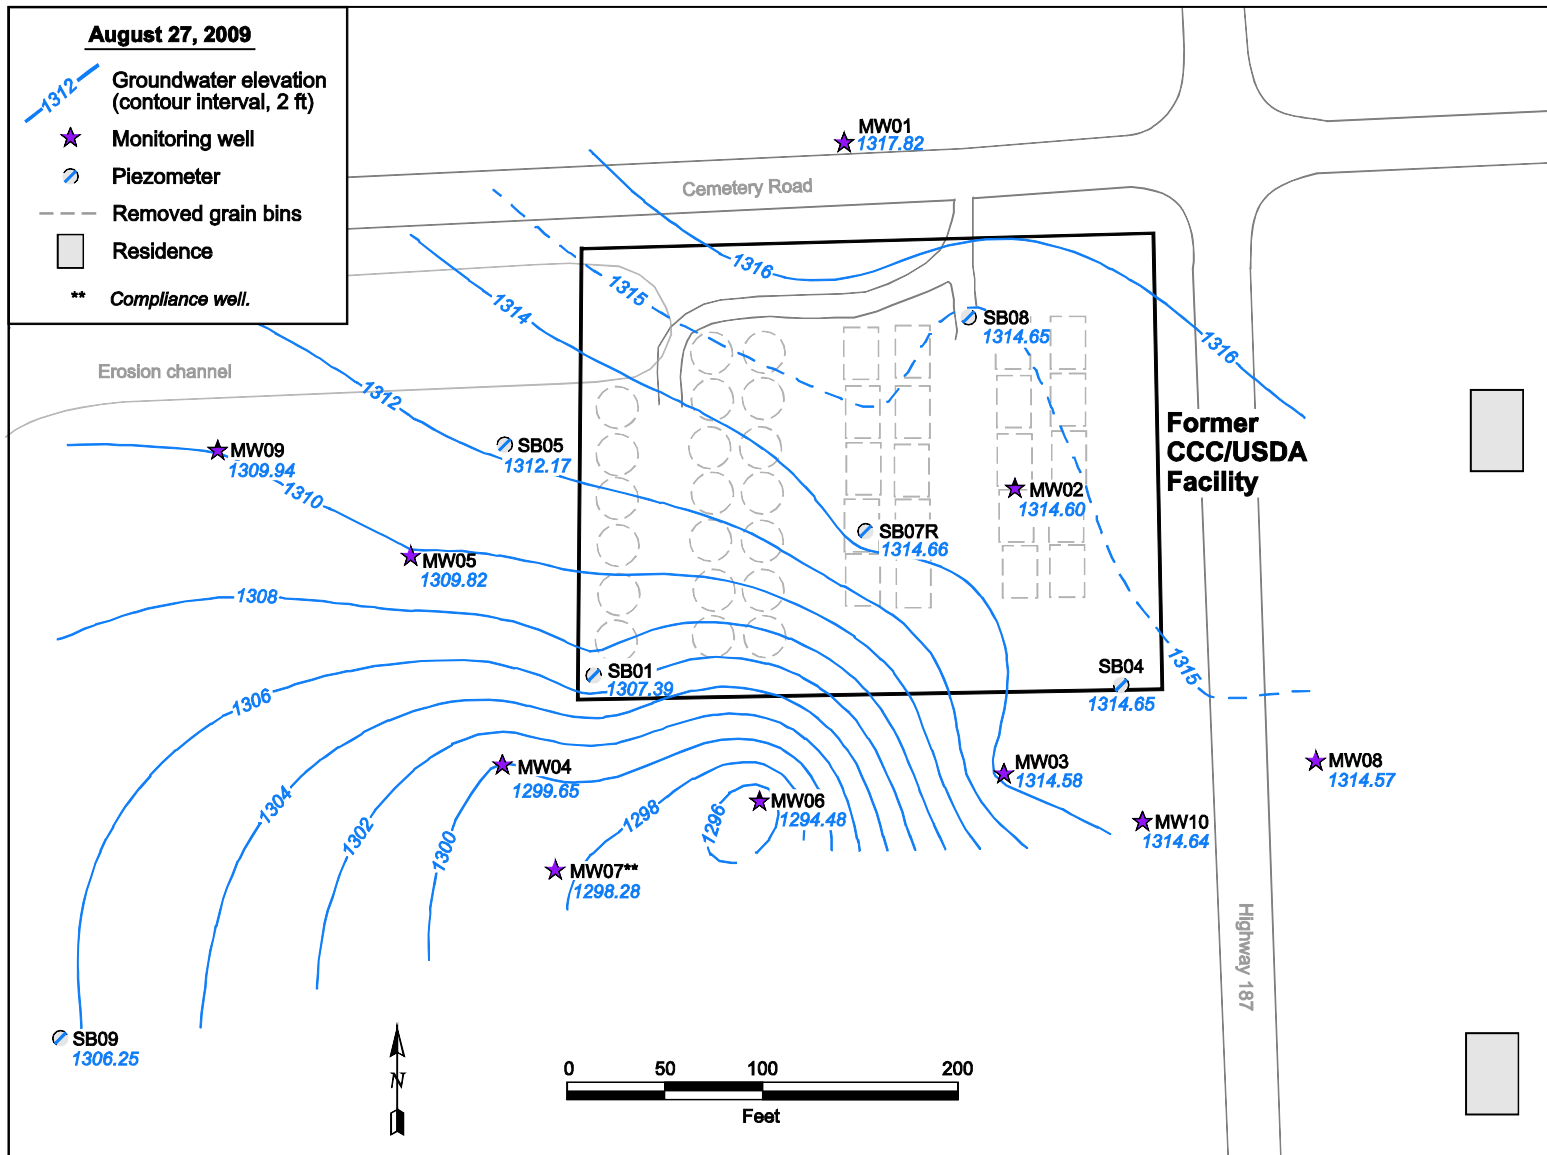 August 27, 2009
1312
Groundwater elevation
(contour interval, 2 ft)
Monitoring well
Piezometer
Removed grain bins
Residence
** Compliance well.
MW01
1317.82
Cemetery Road
1316
1315
1314
SB08
1314.65
1316
Erosion channel
1312
Former
CCC/USDA
Facility
MW09
1309.94
SB05
1312.17
1310
MW02
1314.60
SB07R
1314.66
MW05
1309.82
1308
SB01
1307.39
SB04
1314.65
1315
1306
MW04
1299.65
MW03
1314.58
MW08
1314.57
1304
1302
1300
1298
1296
MW06
1294.48
MW10
1314.64
MW07**
1298.28
Highway 187
SB09
1306.25
N
0 50 100 200
Feet